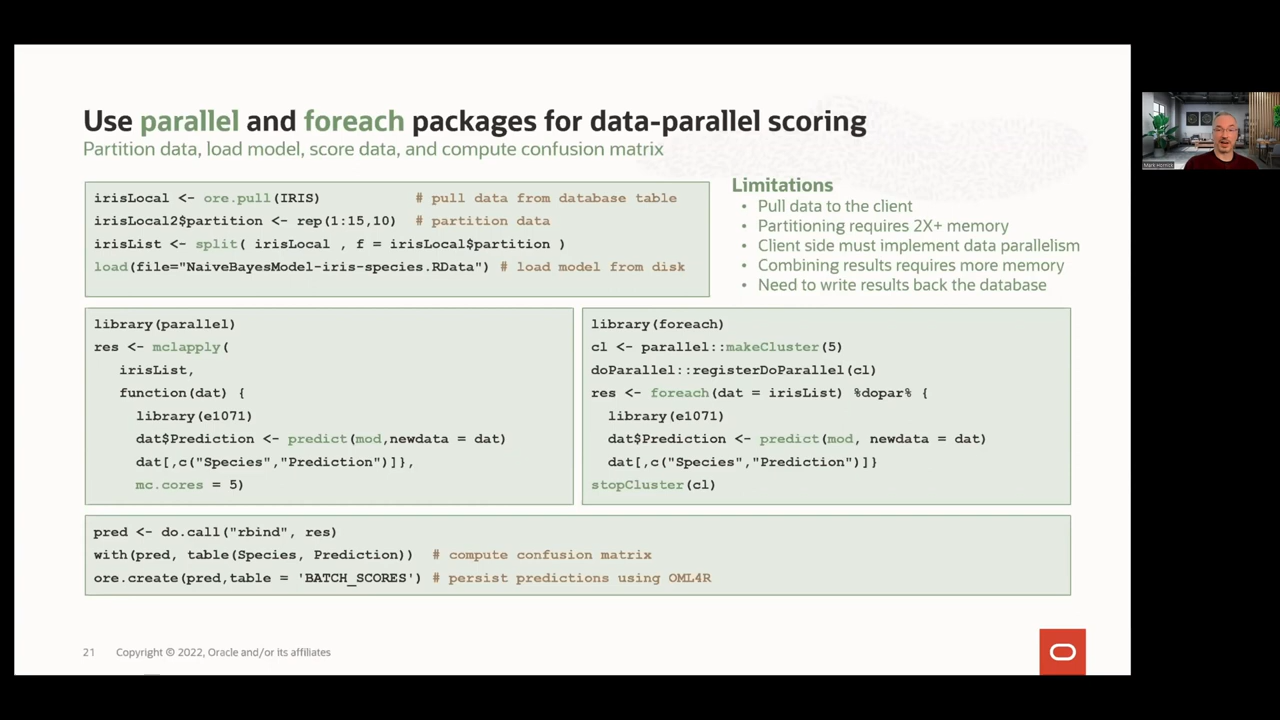 Use parallel and foreach packages for data-parallel scoring
Partition data, load model, score data, and compute confusion matrix
irisLocal <- ore.pull(IRIS) # pull data from database table
irisLocal2$partition <- rep(1:15,10) # partition data
irisList <- split( irisLocal , f = irisLocal$partition )
load(file="NaiveBayesModel-iris-species.RData") # load model from disk
Limitations
• Pull data to the client
• Partitioning requires 2X+ memory
• Client side must implement data parallelism
• Combining results requires more memory
• Need to write results back the database
library(parallel)
res <- mclapply(
irisList,
function(dat) {
library(e1071)
dat$Prediction <- predict(mod,newdata = dat)
dat[,c("Species","Prediction")]},
mc.cores = 5)
library(foreach)
cl <- parallel::makeCluster(5)
doParallel::registerDoParallel(cl)
res <- foreach(dat = irisList) %dopar% {
library(e1071)
dat$Prediction <- predict(mod, newdata = dat)
dat[,c("Species","Prediction")]}
stopCluster(cl)
pred <- do.call("rbind", res)
with(pred, table(Species, Prediction)) # compute confusion matrix
ore.create(pred,table = 'BATCH_SCORES') # persist predictions using OML4R
21 Copyright © 2022, Oracle and/or its affiliates
Mark Hornick